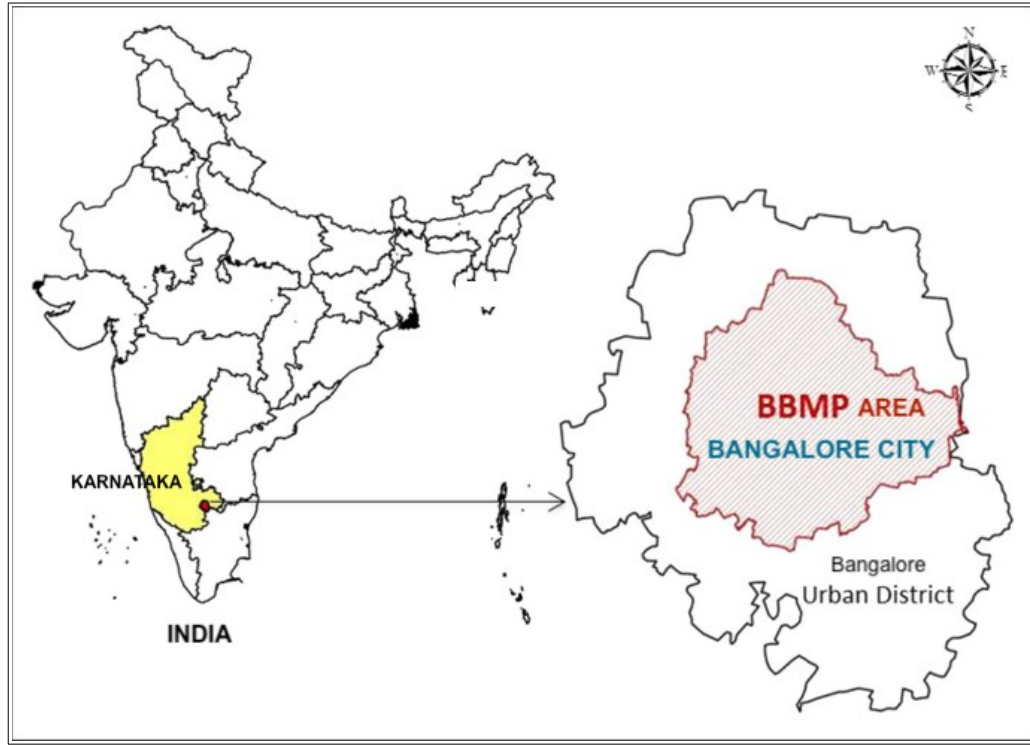 N
W E
S
KARNATAKA
INDIA
BBMP AREA
BANGALORE CITY
Bangalore
Urban District